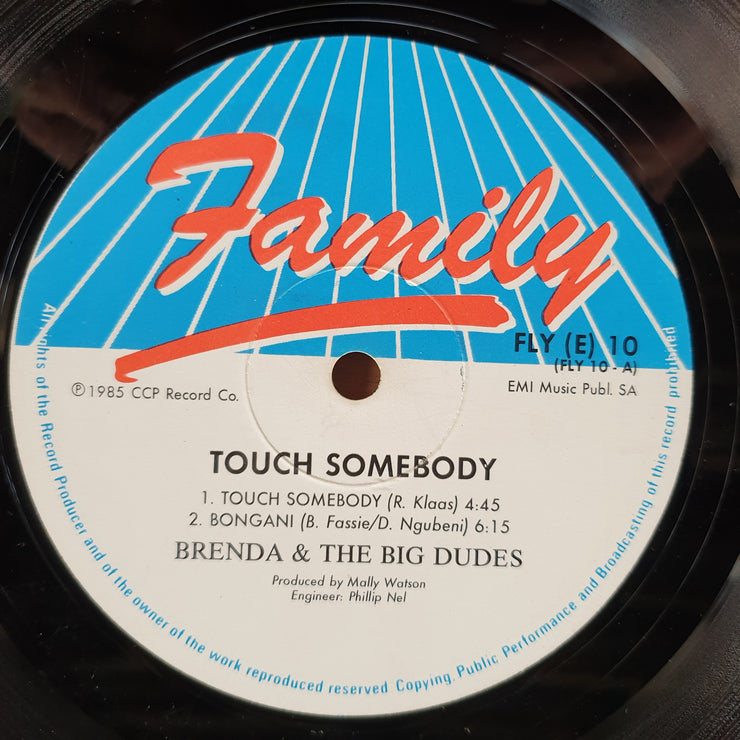 Family
FLY (E) 10
(FLY 10 - A)
℗ 1985 CCP Record Co.
EMI Music Publ. SA
TOUCH SOMEBODY
1. TOUCH SOMEBODY (R. Klaas) 4:45
2. BONGANI (B. Fassie/D. Ngubeni) 6:15
BRENDA & THE BIG DUDES
Produced by Mally Watson
Engineer: Phillip Nel
All rights of the Record Producer and of the owner of the work reproduced reserved Copying, Public Performance and Broadcasting of this record prohibited